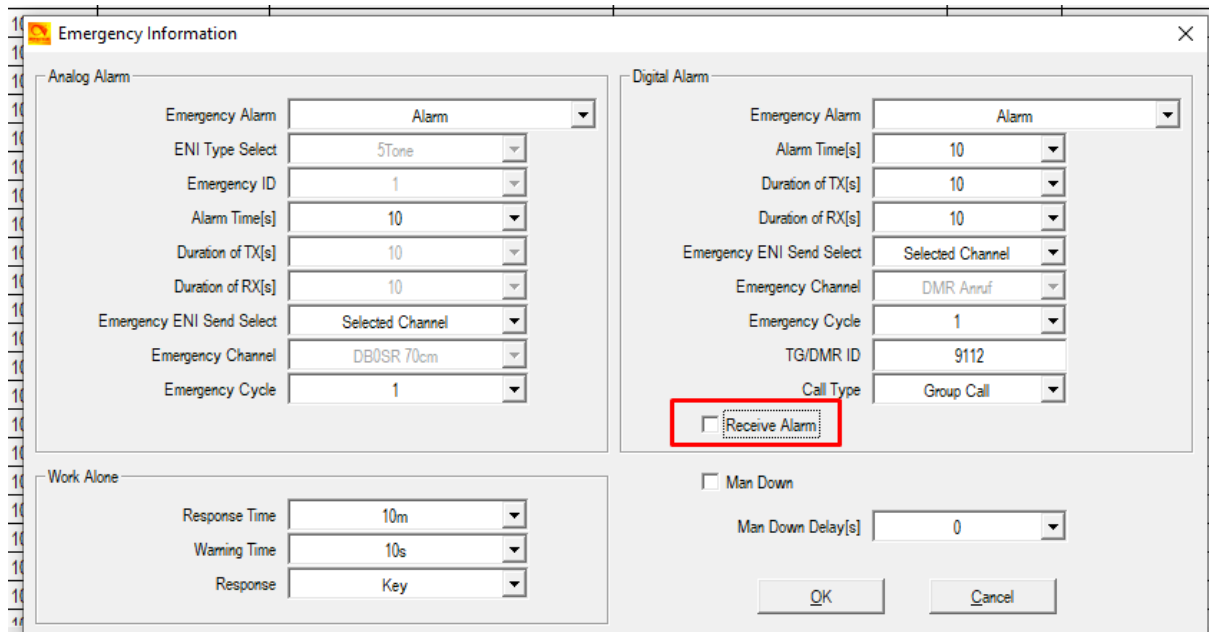 Emergency Information
Analog Alarm
Emergency Alarm Alarm
ENI Type Select 5Tone
Emergency ID 1
Alarm Time[s] 10
Duration of TX[s] 10
Duration of RX[s] 10
Emergency ENI Send Select Selected Channel
Emergency Channel DB0SR 70cm
Emergency Cycle 1
Digital Alarm
Emergency Alarm Alarm
Alarm Time[s] 10
Duration of TX[s] 10
Duration of RX[s] 10
Emergency ENI Send Select Selected Channel
Emergency Channel DMR Anruf
Emergency Cycle 1
TG/DMR ID 9112
Call Type Group Call
Receive Alarm
Work Alone
Response Time 10m
Warning Time 10s
Response Key
Man Down
Man Down Delay[s] 0
OK Cancel